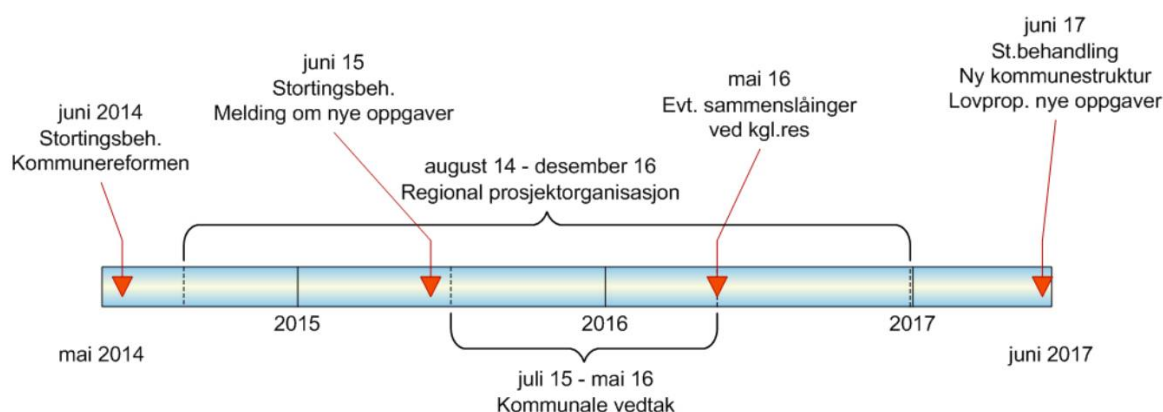 juni 2014
Stortingsbeh.
Kommunereformen
juni 15
Stortingsbeh.
Melding om nye oppgaver
august 14 - desember 16
Regional prosjektorganisasjon
mai 16
Evt. sammenslåinger
ved kgl.res
juni 17
St.behandling
Ny kommunestruktur
Lovprop. nye oppgaver
2015
2016
2017
mai 2014
juni 2017
juli 15 - mai 16
Kommunale vedtak